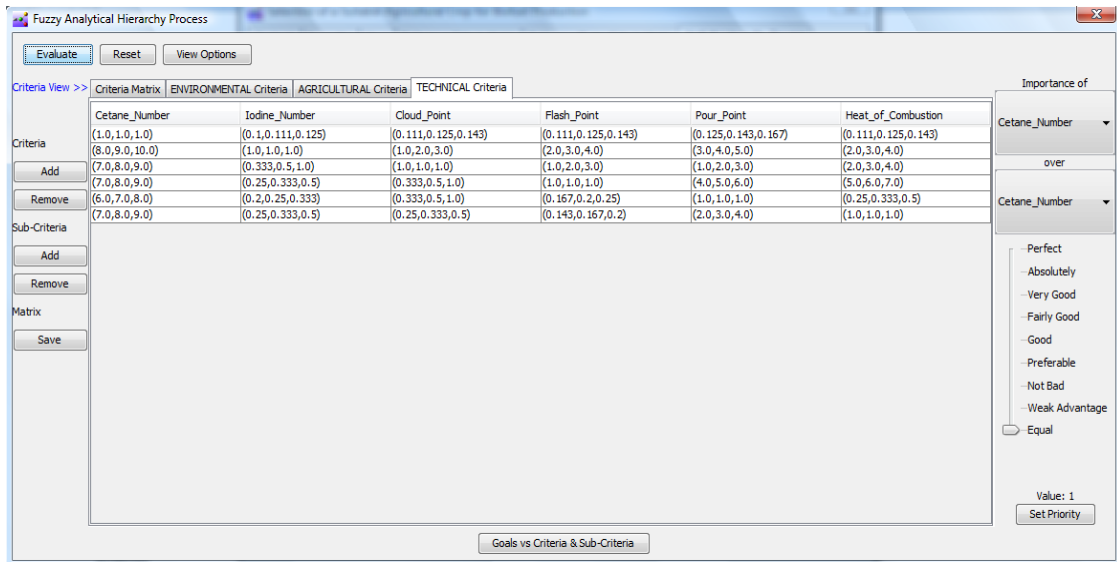 Fuzzy Analytical Hierarchy Process
X
Evaluate Reset View Options
Criteria View >> Criteria Matrix ENVIRONMENTAL Criteria AGRICULTURAL Criteria TECHNICAL Criteria
Importance of
Cetane_Number
over
Cetane_Number
Cetane_Number Iodine_Number Cloud_Point Flash_Point Pour_Point Heat_of_Combustion
(1.0,1.0,1.0) (0.1,0.111,0.125) (0.111,0.125,0.143) (0.111,0.125,0.143) (0.125,0.143,0.167) (0.111,0.125,0.143)
(8.0,9.0,10.0) (1.0,1.0,1.0) (1.0,2.0,3.0) (2.0,3.0,4.0) (3.0,4.0,5.0) (2.0,3.0,4.0)
(7.0,8.0,9.0) (0.333,0.5,1.0) (1.0,1.0,1.0) (1.0,2.0,3.0) (1.0,2.0,3.0) (2.0,3.0,4.0)
(7.0,8.0,9.0) (0.25,0.333,0.5) (0.333,0.5,1.0) (1.0,1.0,1.0) (4.0,5.0,6.0) (5.0,6.0,7.0)
(6.0,7.0,8.0) (0.2,0.25,0.333) (0.333,0.5,1.0) (0.167,0.2,0.25) (1.0,1.0,1.0) (0.25,0.333,0.5)
(7.0,8.0,9.0) (0.25,0.333,0.5) (0.25,0.333,0.5) (0.143,0.167,0.2) (2.0,3.0,4.0) (1.0,1.0,1.0)
Criteria
Add
Remove
Sub-Criteria
Add
Remove
Matrix
Save
Perfect
Absolutely
Very Good
Fairly Good
Good
Preferable
Not Bad
Weak Advantage
Equal
Value: 1
Set Priority
Goals vs Criteria & Sub-Criteria